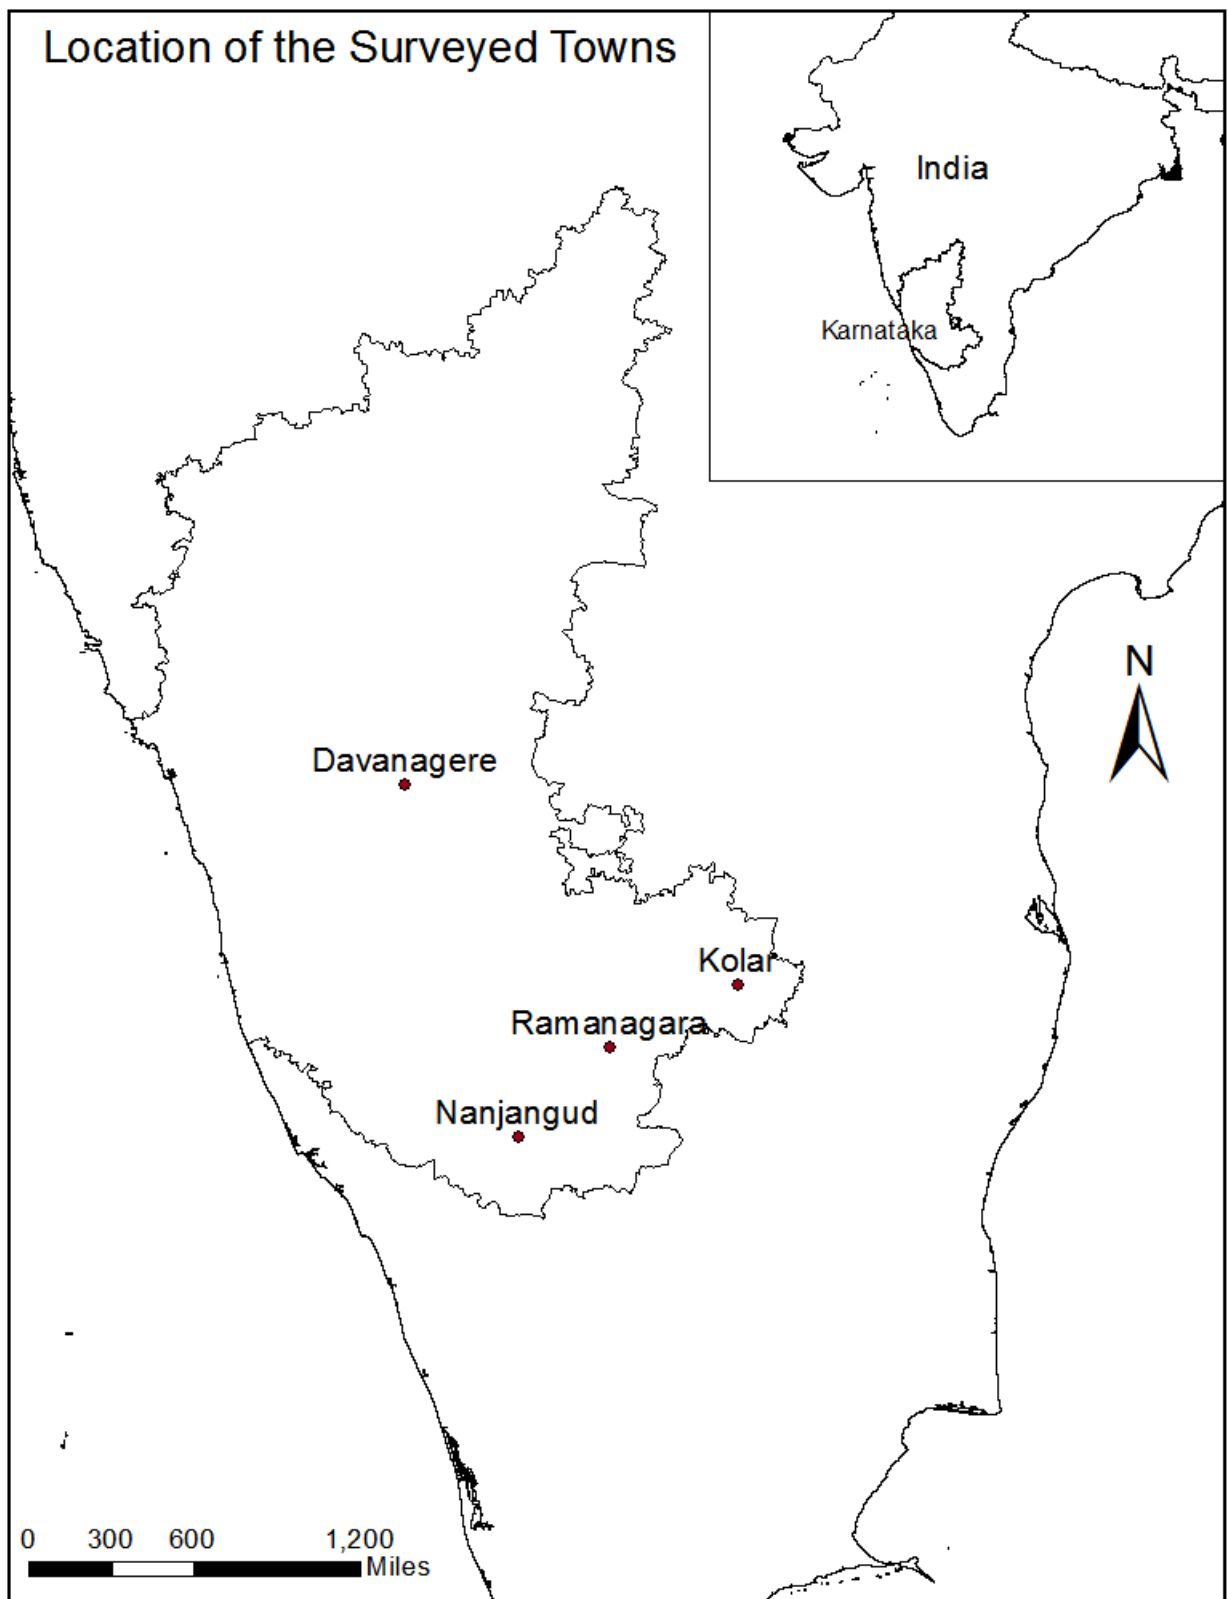 Location of the Surveyed Towns
India
Karnataka
N
Davanagere
Kolar
Ramanagara
Nanjangud
0 300 600 1,200
Miles